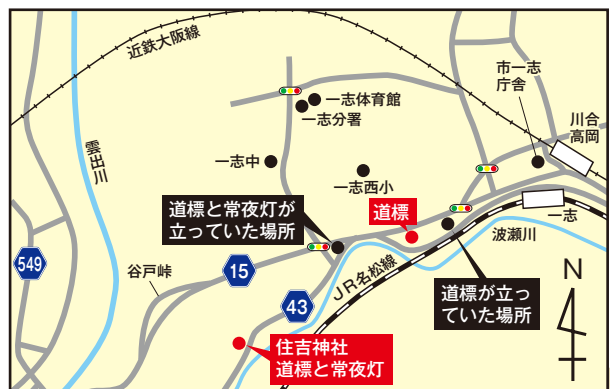 近鉄大阪線
雲出川
一志体育館
一志分署
市一志
庁舎
川合
高岡
一志中
一志西小
道標と常夜灯が
立っていた場所
道標
一志
波瀬川
549
谷戸峠
15
43
JR名松線
道標が立っ
ていた場所
N
住吉神社
道標と常夜灯